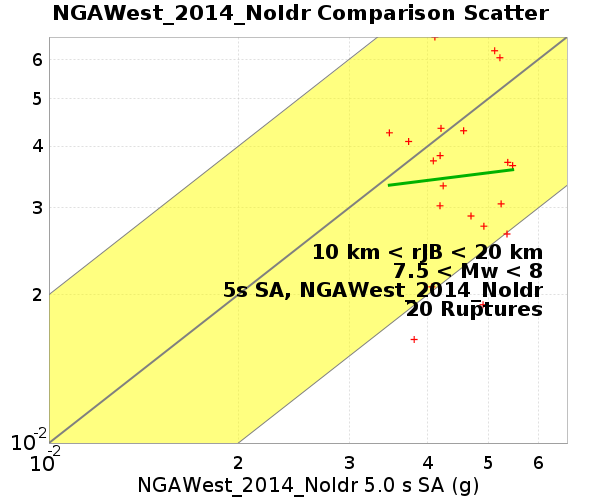 NGAWest_2014_NoIdr Comparison Scatter
6
5
4
3
2
10-2
10 km < rJB < 20 km
7.5 < Mw < 8
5s SA, NGAWest_2014_NoIdr
20 Ruptures
10-2
2
3
4
5
6
NGAWest_2014_NoIdr 5.0 s SA (g)